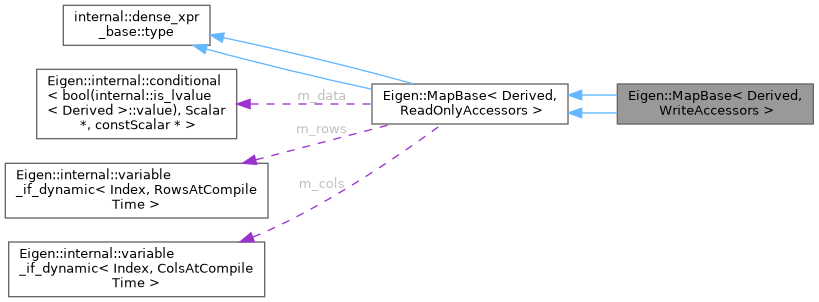 internal::dense_xpr
_base::type
Eigen::internal::conditional
< bool(internal::is_lvalue
< Derived >::value), Scalar
*, constScalar * >
m_data
Eigen::MapBase< Derived,
ReadOnlyAccessors >
Eigen::MapBase< Derived,
WriteAccessors >
m_rows
Eigen::internal::variable
_if_dynamic< Index, RowsAtCompile
Time >
m_cols
Eigen::internal::variable
_if_dynamic< Index, ColsAtCompile
Time >